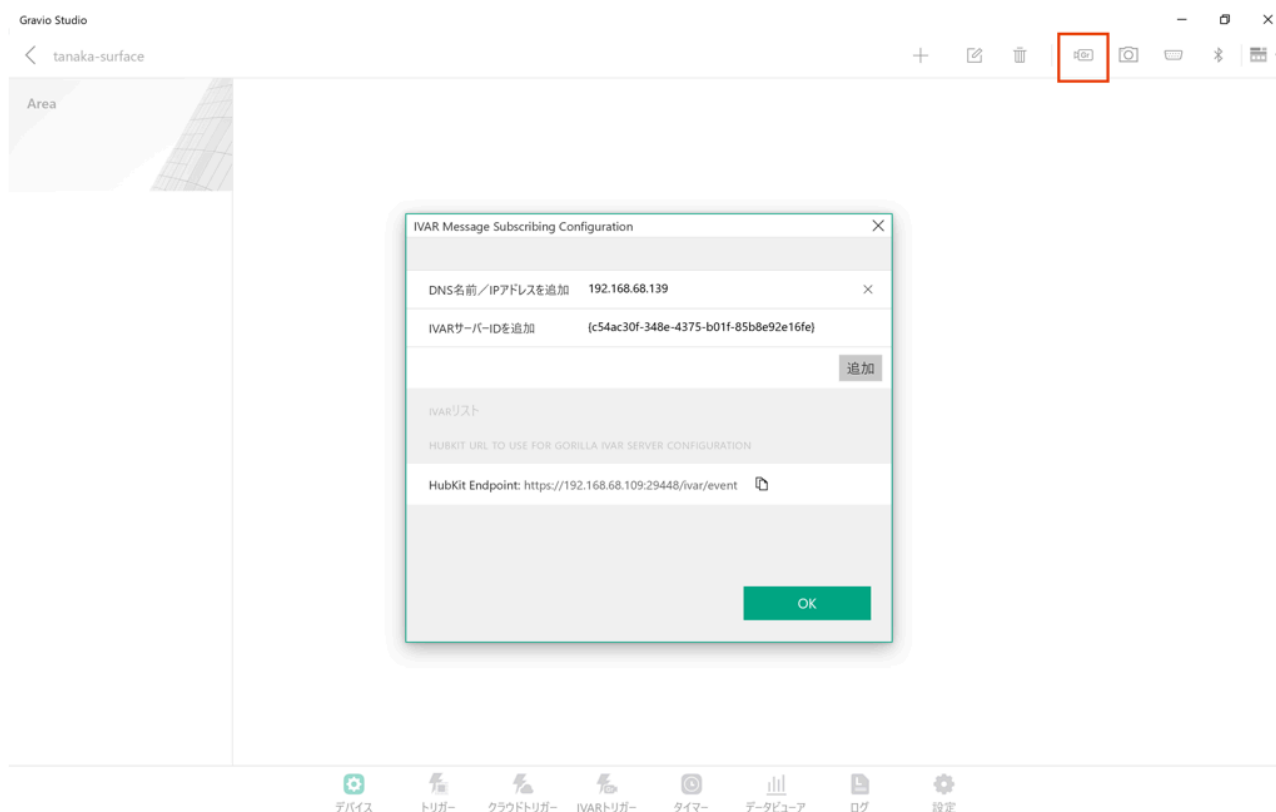 Gravio Studio
tanaka-surface
Gr
Area
IVAR Message Subscribing Configuration
DNS名前／IPアドレスを追加 192.168.68.139
IVARサーバーIDを追加 {c54ac30f-348e-4375-b01f-85b8e92e16fe}
追加
IVARリスト
HUBKIT URL TO USE FOR GORILLA IVAR SERVER CONFIGURATION
HubKit Endpoint: https://192.168.68.109:29448/ivar/event
OK
デバイス トリガー クラウドトリガー IVARトリガー タイマー データビューア ログ 設定